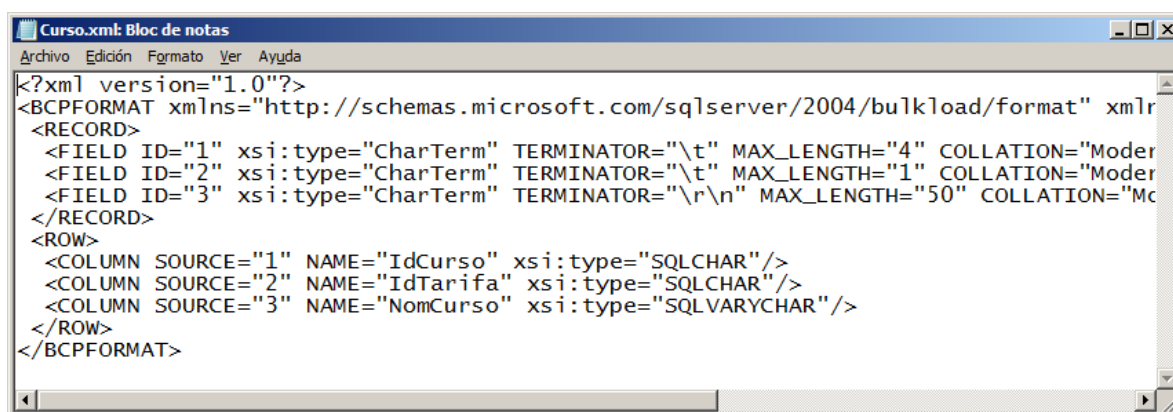 Curso.xml: Bloc de notas
Archivo Edición Formato Ver Ayuda
<?xml version="1.0"?>
<BCPFORMAT xmlns="http://schemas.microsoft.com/sqlserver/2004/bulkload/format" xmlr
<RECORD>
<FIELD ID="1" xsi:type="CharTerm" TERMINATOR="\t" MAX_LENGTH="4" COLLATION="Moder
<FIELD ID="2" xsi:type="CharTerm" TERMINATOR="\t" MAX_LENGTH="1" COLLATION="Moder
<FIELD ID="3" xsi:type="CharTerm" TERMINATOR="\r\n" MAX_LENGTH="50" COLLATION="Mo
</RECORD>
<ROW>
<COLUMN SOURCE="1" NAME="IdCurso" xsi:type="SQLCHAR"/>
<COLUMN SOURCE="2" NAME="IdTarifa" xsi:type="SQLCHAR"/>
<COLUMN SOURCE="3" NAME="NomCurso" xsi:type="SQLVARYCHAR"/>
</ROW>
</BCPFORMAT>